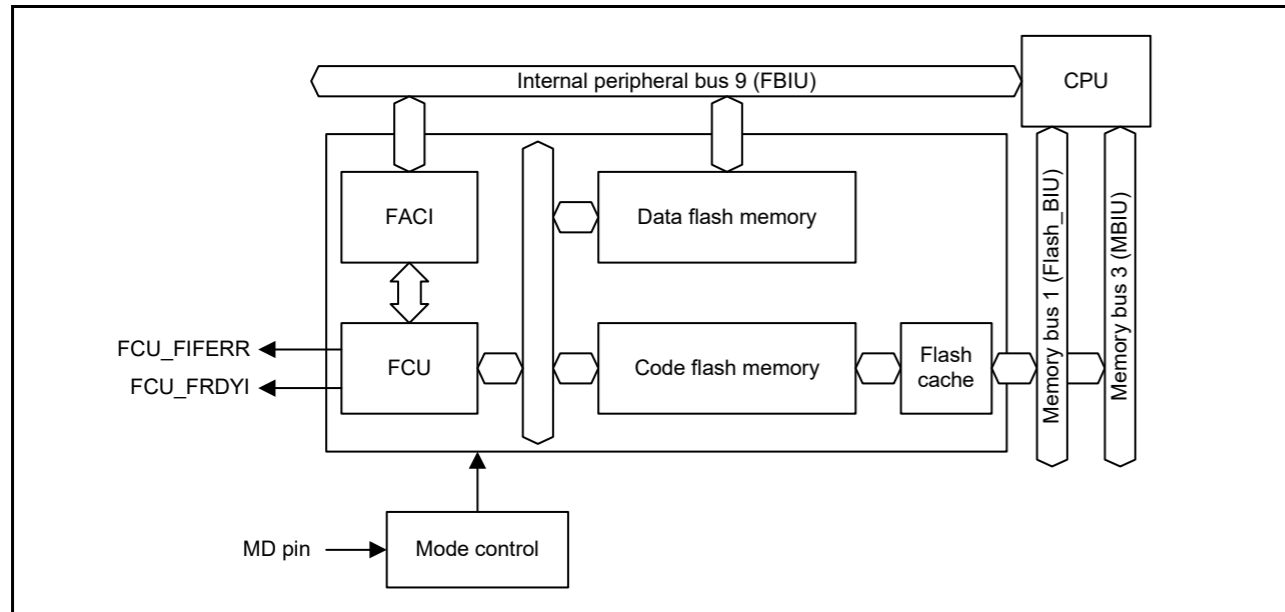 Internal peripheral bus 9 (FBIU)
CPU
FACI
Data flash memory
Memory bus 1 (Flash_BIU)
Memory bus 3 (MBIU)
FCU_FIFERR
FCU_FRDYI
FCU
Code flash memory
Flash
cache
MD pin
Mode control